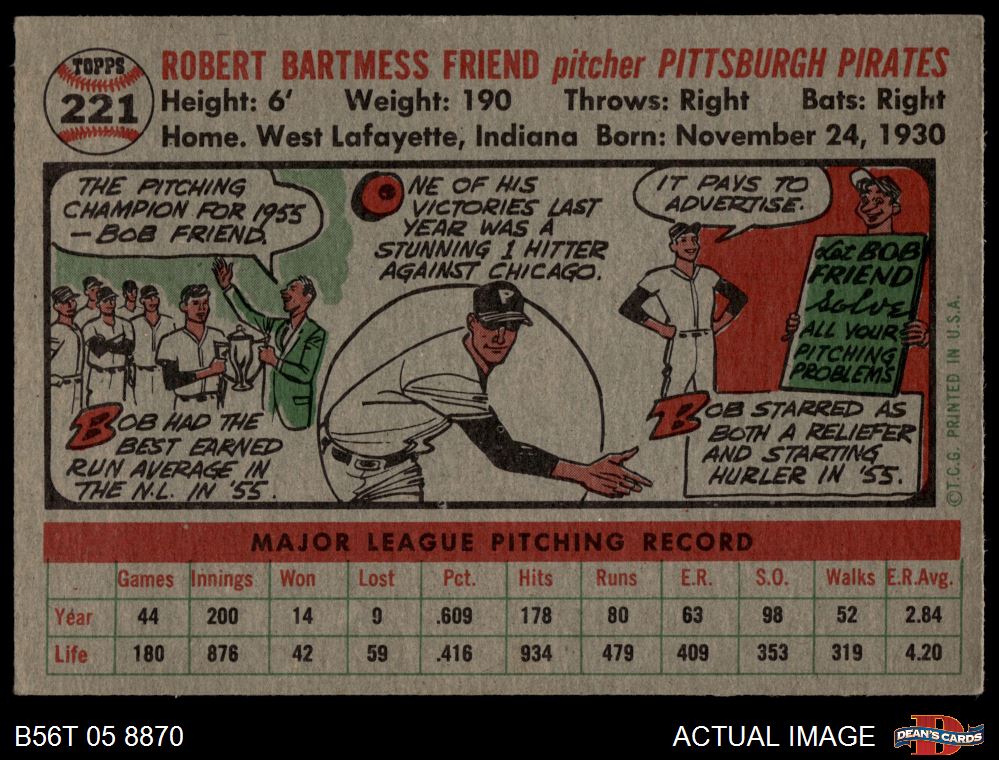 TOPPS
221
ROBERT BARTMESS FRIEND pitcher PITTSBURGH PIRATES
Height: 6' Weight: 190 Throws: Right Bats: Right
Home. West Lafayette, Indiana Born: November 24, 1930
THE PITCHING
CHAMPION FOR 1955
— BOB FRIEND.
BOB HAD THE
BEST EARNED
RUN AVERAGE IN
THE N.L. IN '55.
ONE OF HIS
VICTORIES LAST
YEAR WAS A
STUNNING 1 HITTER
AGAINST CHICAGO.
P
IT PAYS TO
ADVERTISE.
Let BOB
FRIEND
Solve
ALL YOUR
PITCHING
PROBLEMS
BOB STARRED AS
BOTH A RELIEFER
AND STARTING
HURLER IN '55.
©T.C.G. PRINTED IN U.S.A.
MAJOR LEAGUE PITCHING RECORD
Games Innings Won Lost Pct. Hits Runs E.R. S.O. Walks E.R.Avg.
Year 44 200 14 9 .609 178 80 63 98 52 2.84
Life 180 876 42 59 .416 934 479 409 353 319 4.20
B56T 05 8870
ACTUAL IMAGE
DEAN'S CARDS